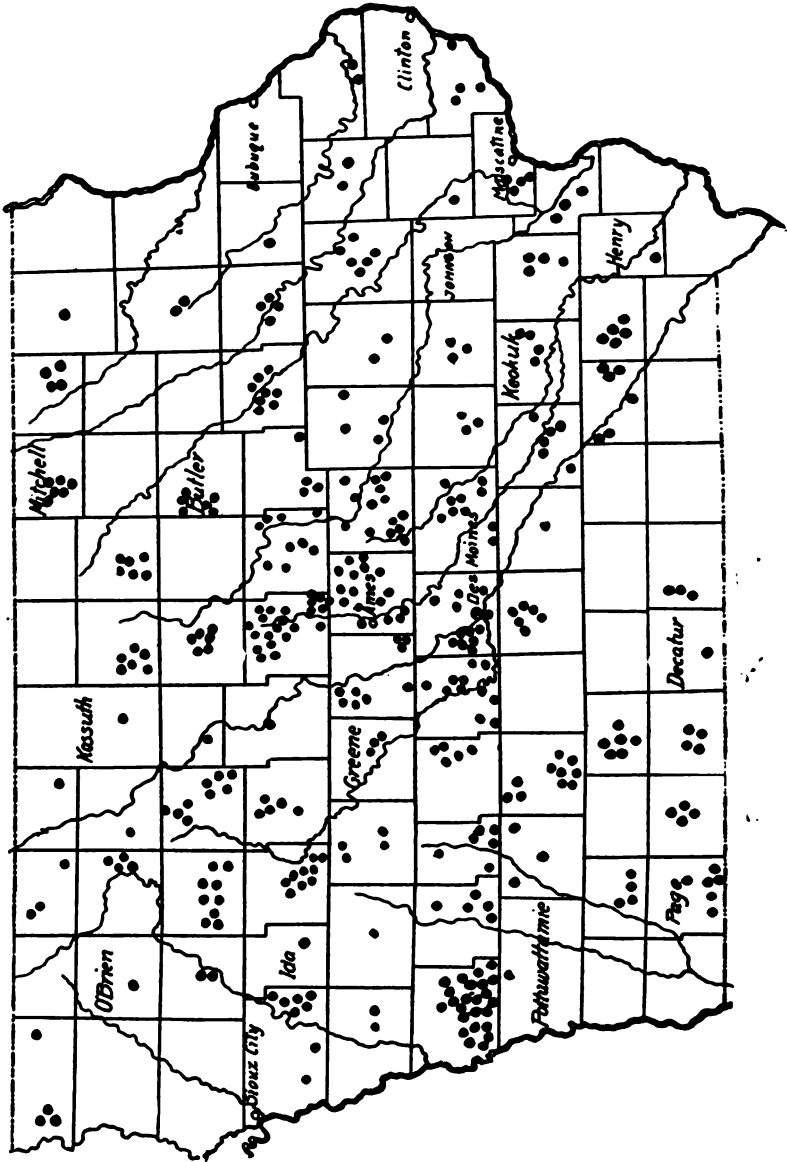 Mitchell
O'Brien
Kossuth
Butler
Dubuque
Sioux City
Ida
Greene
Ames
Clinton
Des Moines
JOHNSON
Muscatine
Pottuwattamie
Keokuk
Henry
Page
Decatur